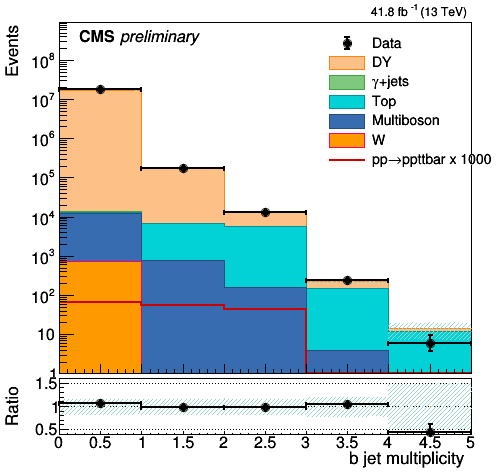 41.8 fb⁻¹ (13 TeV)
CMS preliminary
Events
Data
DY
γ+jets
Top
Multiboson
W
pp→ppttbar x 1000
10⁸
10⁷
10⁶
10⁵
10⁴
10³
10²
10
1
Ratio
1.5
1
0.5
0 0.5 1 1.5 2 2.5 3 3.5 4 4.5 5
b jet multiplicity